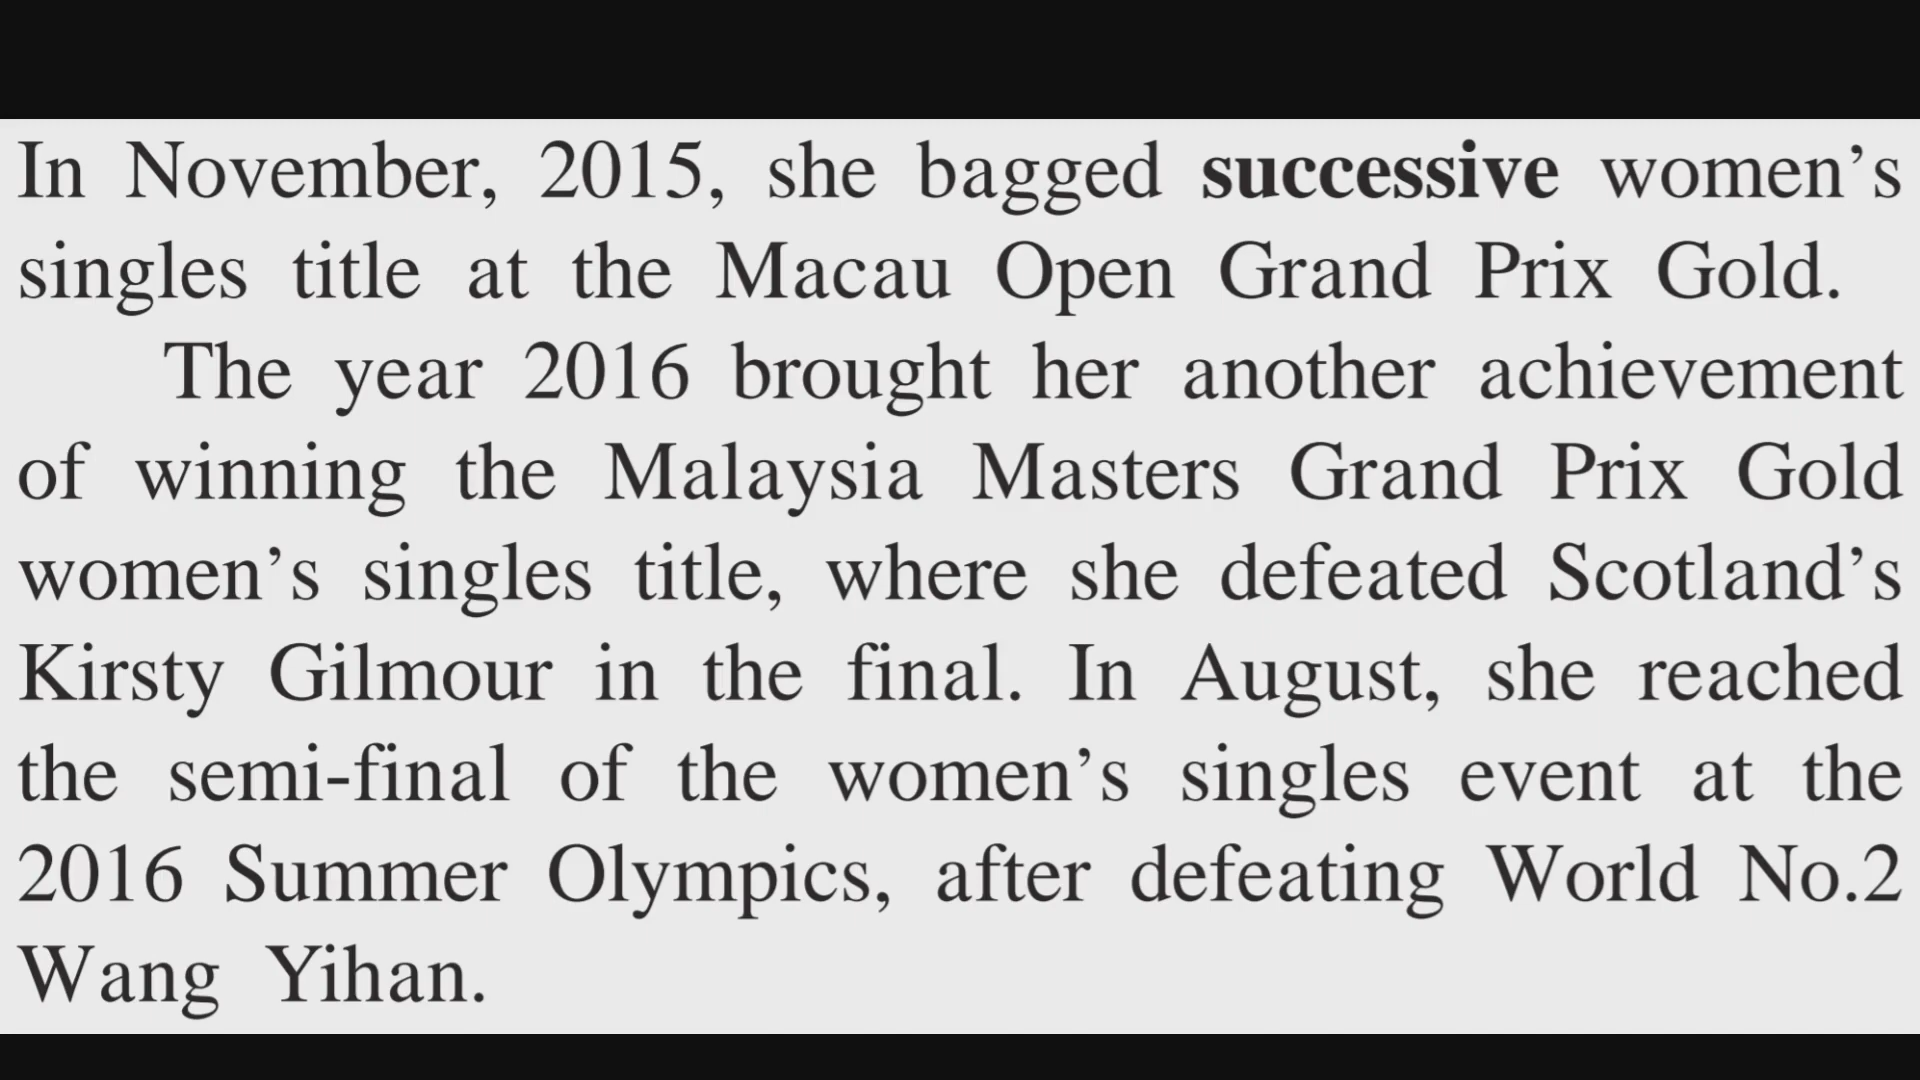 In November, 2015, she bagged successive women’s
singles title at the Macau Open Grand Prix Gold.
The year 2016 brought her another achievement
of winning the Malaysia Masters Grand Prix Gold
women’s singles title, where she defeated Scotland’s
Kirsty Gilmour in the final. In August, she reached
the semi-final of the women’s singles event at the
2016 Summer Olympics, after defeating World No.2
Wang Yihan.